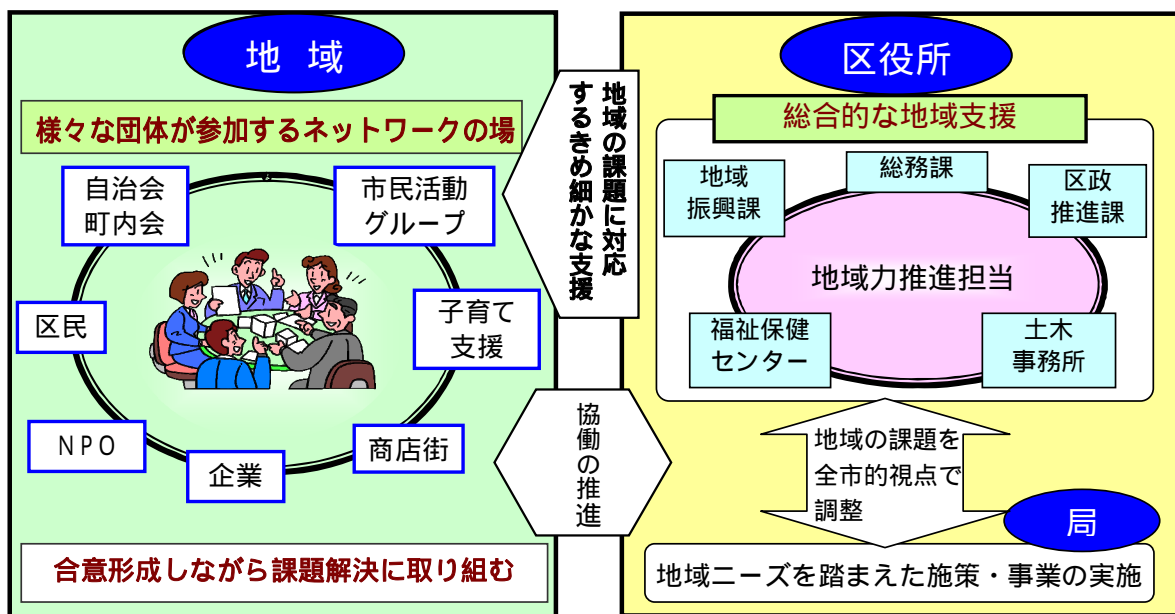 地域
様々な団体が参加するネットワークの場
自治会
町内会
市民活動
グループ
区民
子育て
支援
NPO
企業
商店街
合意形成しながら課題解決に取り組む
地域の課題に対応
するきめ細かな支援
協働の推進
区役所
総合的な地域支援
地域
振興課
総務課
区政
推進課
地域力推進担当
福祉保健
センター
土木
事務所
地域の課題を
全市的視点で
調整
局
地域ニーズを踏まえた施策・事業の実施